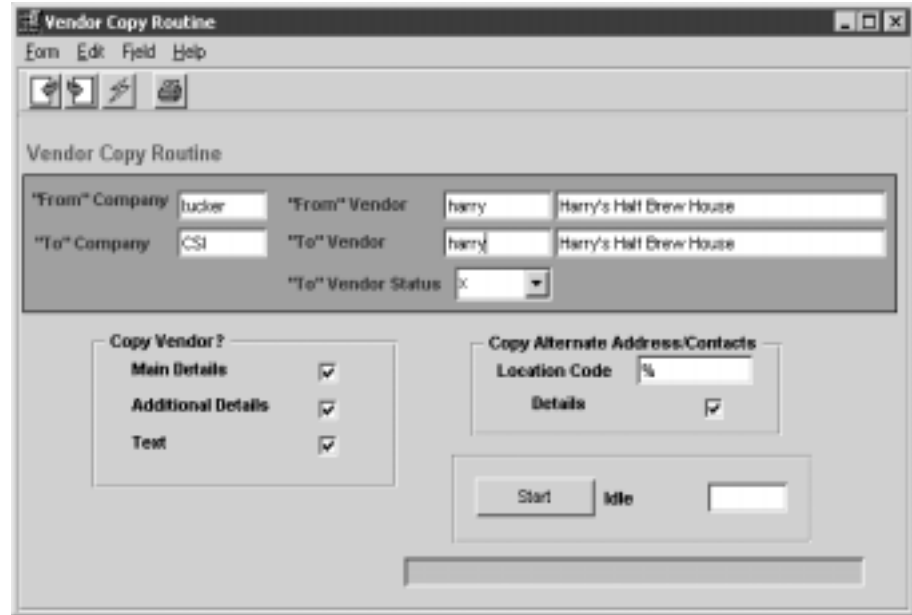 Vendor Copy Routine
Form Edit Field Help
Vendor Copy Routine
"From" Company tucker "From" Vendor harry Harry's Half Brew House
"To" Company CSI "To" Vendor harry Harry's Half Brew House
"To" Vendor Status X
Copy Vendor?
Main Details
Additional Details
Text
Copy Alternate Address/Contacts
Location Code %
Details
Start Idle